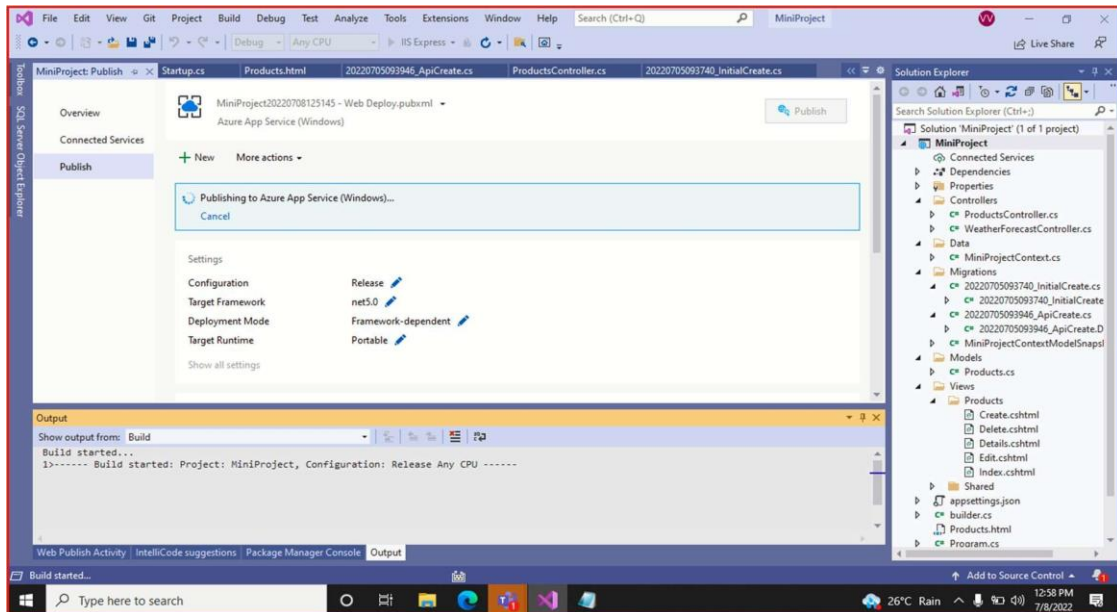 File Edit View Git Project Build Debug Test Analyze Tools Extensions Window Help Search (Ctrl+Q) MiniProject VV
Debug Any CPU IIS Express Live Share
MiniProject: Publish Startup.cs Products.html 20220705093946_ApiCreate.cs ProductsController.cs 20220705093740_InitialCreate.cs
Toolbox
SQL Server Object Explorer
Overview
Connected Services
Publish
MiniProject20220708125145 - Web Deploy.pubxml
Azure App Service (Windows)
Publish
New More actions
Publishing to Azure App Service (Windows)...
Cancel
Settings
Configuration Release
Target Framework net5.0
Deployment Mode Framework-dependent
Target Runtime Portable
Show all settings
Output
Show output from: Build
Build started...
1>------ Build started: Project: MiniProject, Configuration: Release Any CPU ------
Web Publish Activity IntelliCode suggestions Package Manager Console Output
Solution Explorer
Search Solution Explorer (Ctrl+;)
Solution 'MiniProject' (1 of 1 project)
MiniProject
Connected Services
Dependencies
Properties
Controllers
C# ProductsController.cs
C# WeatherForecastController.cs
Data
C# MiniProjectContext.cs
Migrations
C# 20220705093740_InitialCreate.cs
C# 20220705093740_InitialCreate
C# 20220705093946_ApiCreate.cs
C# 20220705093946_ApiCreate.D
C# MiniProjectContextModelSnapsl
Models
C# Products.cs
Views
Products
Create.cshtml
Delete.cshtml
Details.cshtml
Edit.cshtml
Index.cshtml
Shared
appsettings.json
C# builder.cs
Products.html
C# Program.cs
Build started... Add to Source Control
Type here to search 26°C Rain 12:58 PM
7/8/2022